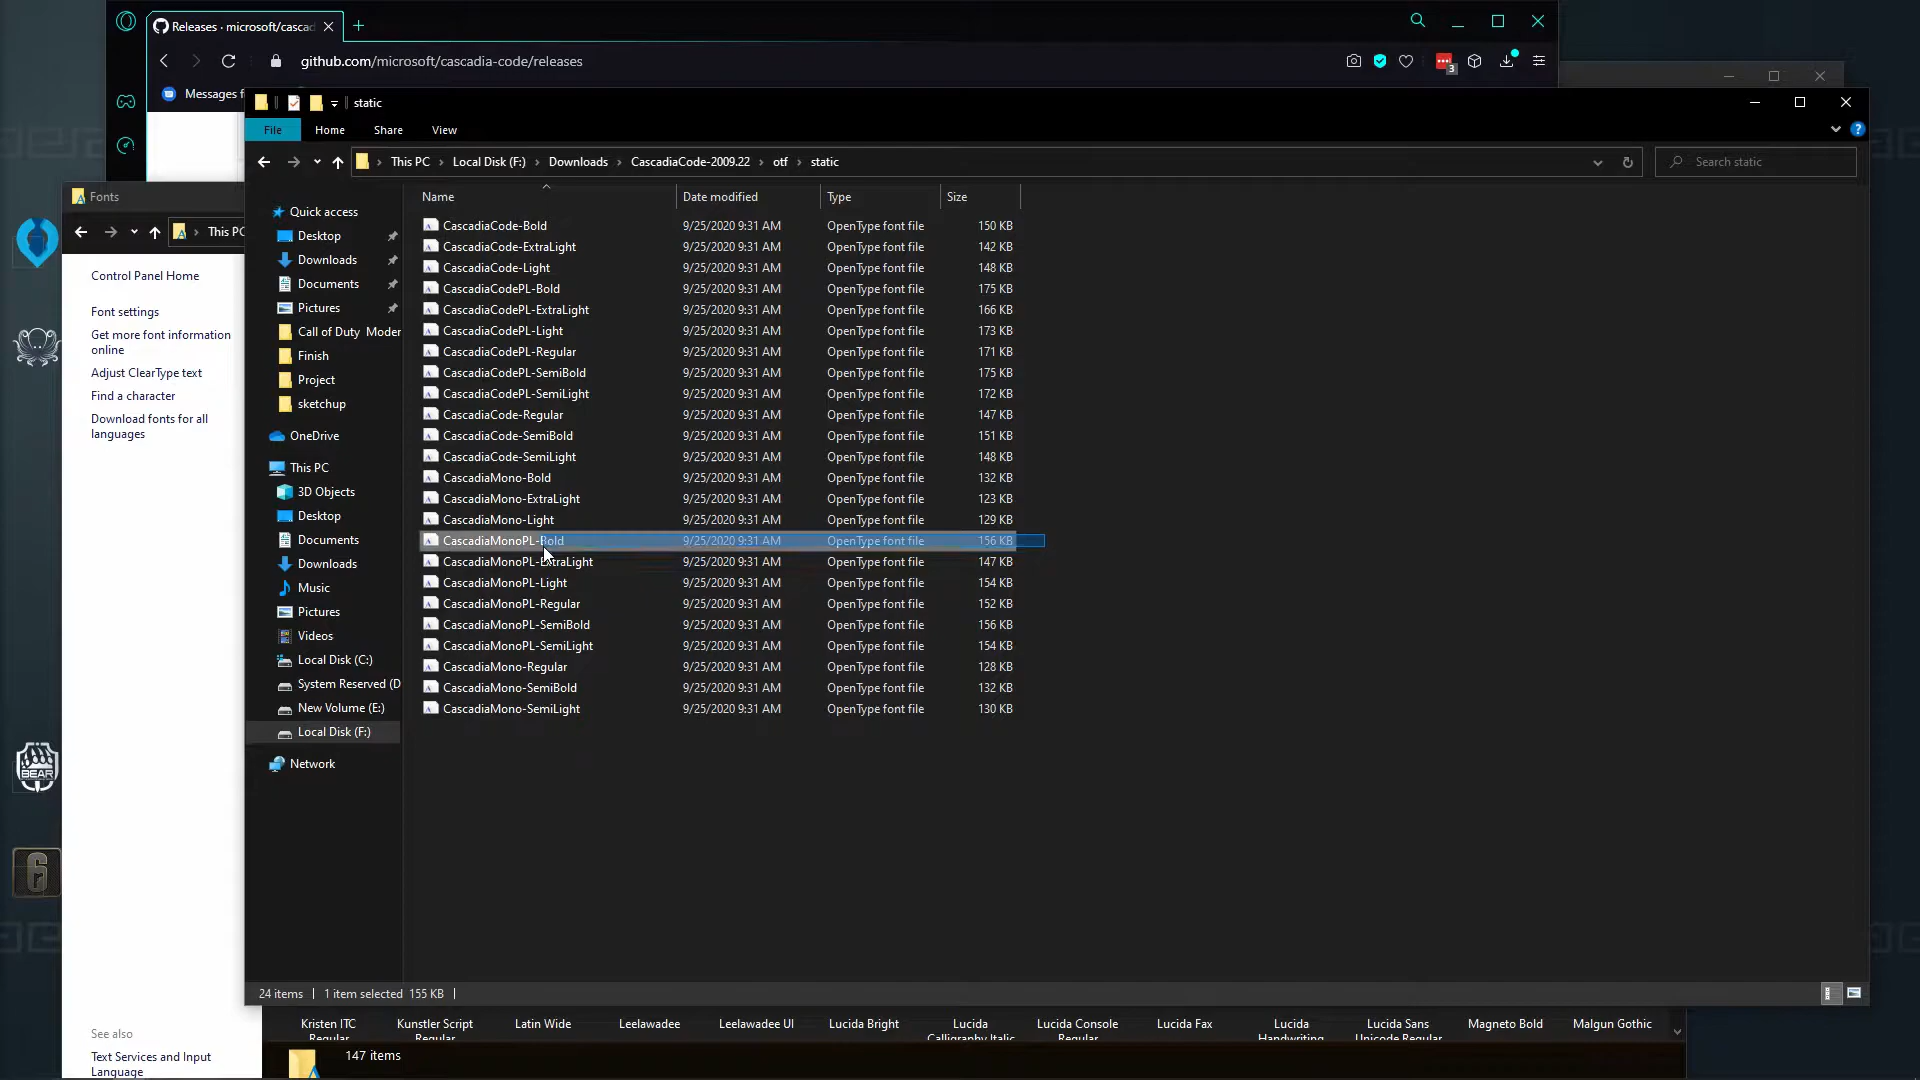 Releases · microsoft/cascad
github.com/microsoft/cascadia-code/releases
3
Messages f
static
File Home Share View
This PC › Local Disk (F:) › Downloads › CascadiaCode-2009.22 › otf › static
Search static
Fonts
This PC
Control Panel Home
Font settings
Get more font information
online
Adjust ClearType text
Find a character
Download fonts for all
languages
See also
Text Services and Input
Language
Quick access
Desktop
Downloads
Documents
Pictures
Call of Duty Moder
Finish
Project
sketchup
OneDrive
This PC
3D Objects
Desktop
Documents
Downloads
Music
Pictures
Videos
Local Disk (C:)
System Reserved (D
New Volume (E:)
Local Disk (F:)
Network
Name Date modified Type Size
CascadiaCode-Bold 9/25/2020 9:31 AM OpenType font file 150 KB
CascadiaCode-ExtraLight 9/25/2020 9:31 AM OpenType font file 142 KB
CascadiaCode-Light 9/25/2020 9:31 AM OpenType font file 148 KB
CascadiaCodePL-Bold 9/25/2020 9:31 AM OpenType font file 175 KB
CascadiaCodePL-ExtraLight 9/25/2020 9:31 AM OpenType font file 166 KB
CascadiaCodePL-Light 9/25/2020 9:31 AM OpenType font file 173 KB
CascadiaCodePL-Regular 9/25/2020 9:31 AM OpenType font file 171 KB
CascadiaCodePL-SemiBold 9/25/2020 9:31 AM OpenType font file 175 KB
CascadiaCodePL-SemiLight 9/25/2020 9:31 AM OpenType font file 172 KB
CascadiaCode-Regular 9/25/2020 9:31 AM OpenType font file 147 KB
CascadiaCode-SemiBold 9/25/2020 9:31 AM OpenType font file 151 KB
CascadiaCode-SemiLight 9/25/2020 9:31 AM OpenType font file 148 KB
CascadiaMono-Bold 9/25/2020 9:31 AM OpenType font file 132 KB
CascadiaMono-ExtraLight 9/25/2020 9:31 AM OpenType font file 123 KB
CascadiaMono-Light 9/25/2020 9:31 AM OpenType font file 129 KB
CascadiaMonoPL-Bold 9/25/2020 9:31 AM OpenType font file 156 KB
CascadiaMonoPL-ExtraLight 9/25/2020 9:31 AM OpenType font file 147 KB
CascadiaMonoPL-Light 9/25/2020 9:31 AM OpenType font file 154 KB
CascadiaMonoPL-Regular 9/25/2020 9:31 AM OpenType font file 152 KB
CascadiaMonoPL-SemiBold 9/25/2020 9:31 AM OpenType font file 156 KB
CascadiaMonoPL-SemiLight 9/25/2020 9:31 AM OpenType font file 154 KB
CascadiaMono-Regular 9/25/2020 9:31 AM OpenType font file 128 KB
CascadiaMono-SemiBold 9/25/2020 9:31 AM OpenType font file 132 KB
CascadiaMono-SemiLight 9/25/2020 9:31 AM OpenType font file 130 KB
24 items 1 item selected 155 KB
BEAR
6
Kristen ITC Kunstler Script Latin Wide Leelawadee Leelawadee UI Lucida Bright Lucida Lucida Console Lucida Fax Lucida Lucida Sans Magneto Bold Malgun Gothic
Regular Regular Calligraphy Italic Regular Handwriting Unicode Regular
147 items